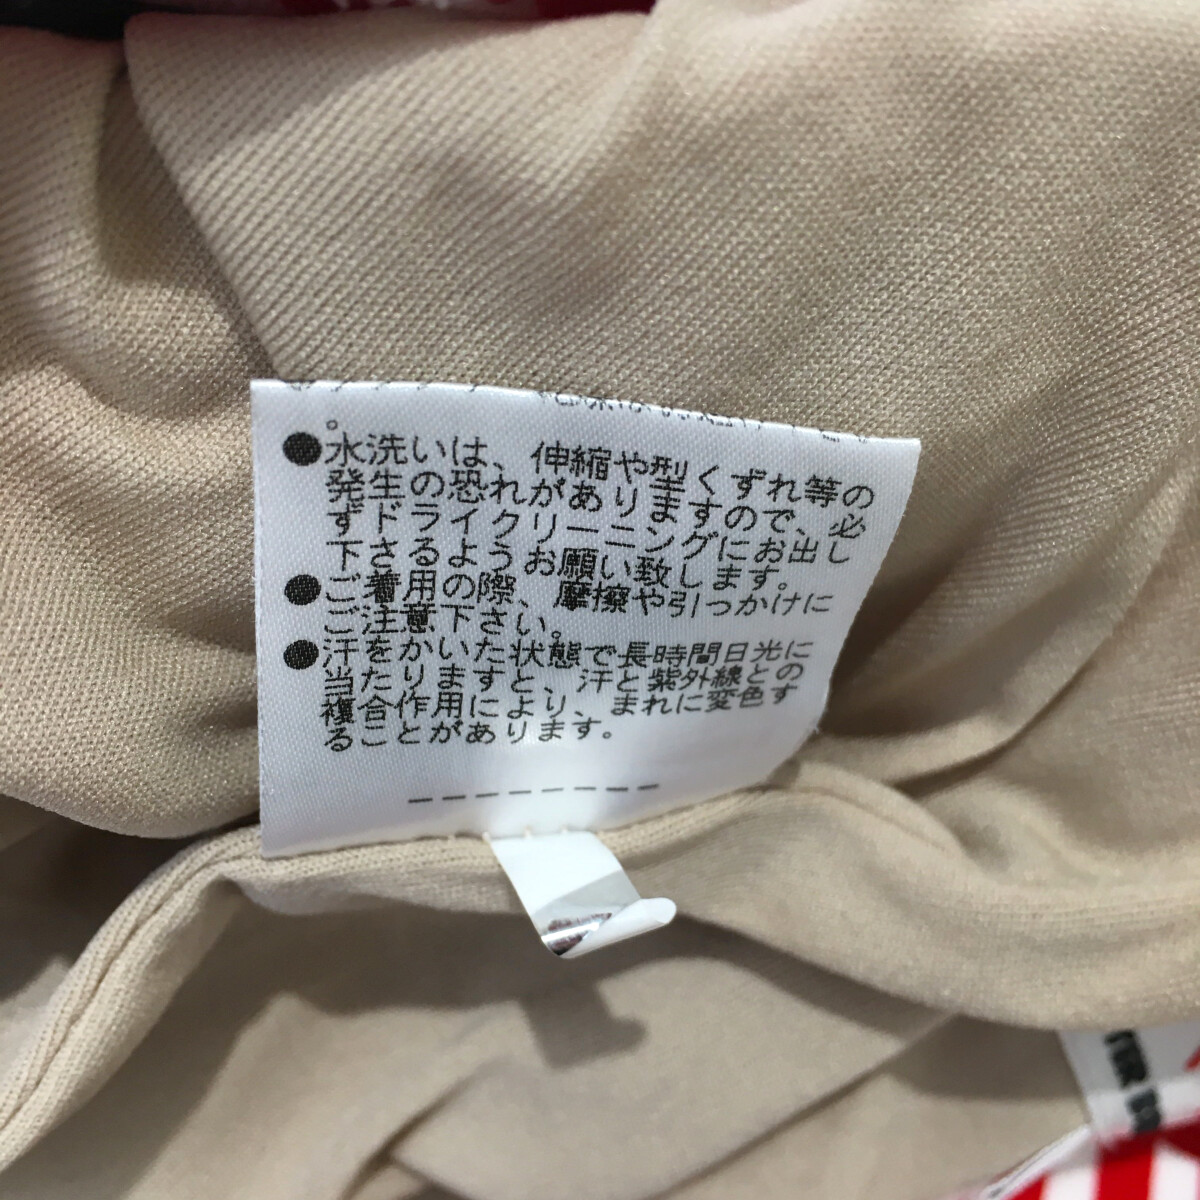 。
●水洗いは、伸縮や型くずれ等の
発生の恐れがありますので、必
ずドライクリーニングにお出し
下さるようお願い致します。
●ご着用の際、摩擦や引っかけに
ご注意下さい。
●汗をかいた状態で長時間日光に
当たりますと、汗と紫外線との
複合作用により、まれに変色す
ることがあります。